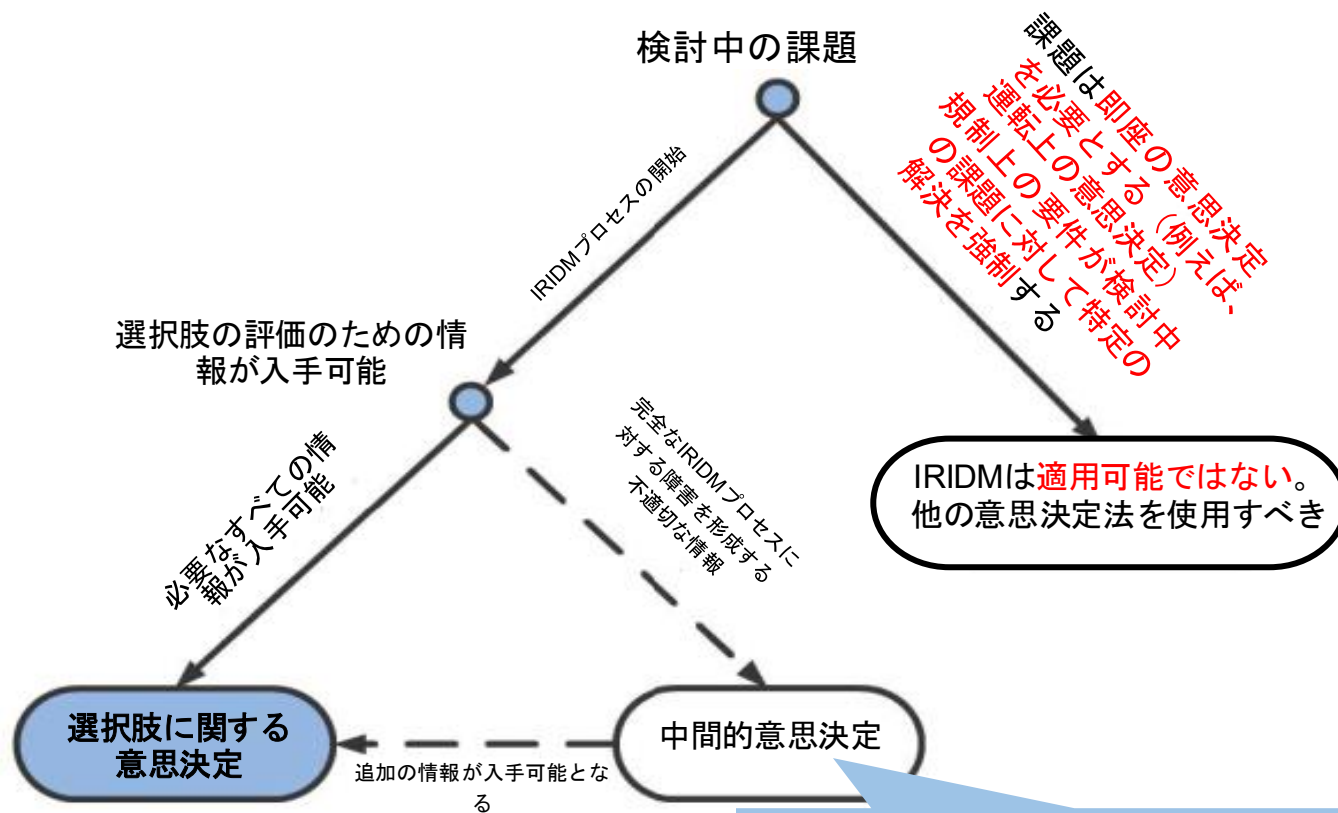 検討中の課題
課題は即座の意思決定
を必要とする（例えば、
運転上の意思決定）
規制上の要件が検討中
の課題に対して特定の
解決を強制する
IRIDMプロセスの開始
選択肢の評価のための情
報が入手可能
必要なすべての情
報が入手可能
完全なIRIDMプロセスに
対する障害を形成する
不適切な情報
IRIDMは適用可能ではない。
他の意思決定法を使用すべき
選択肢に関する
意思決定
中間的意思決定
追加の情報が入手可能とな
る